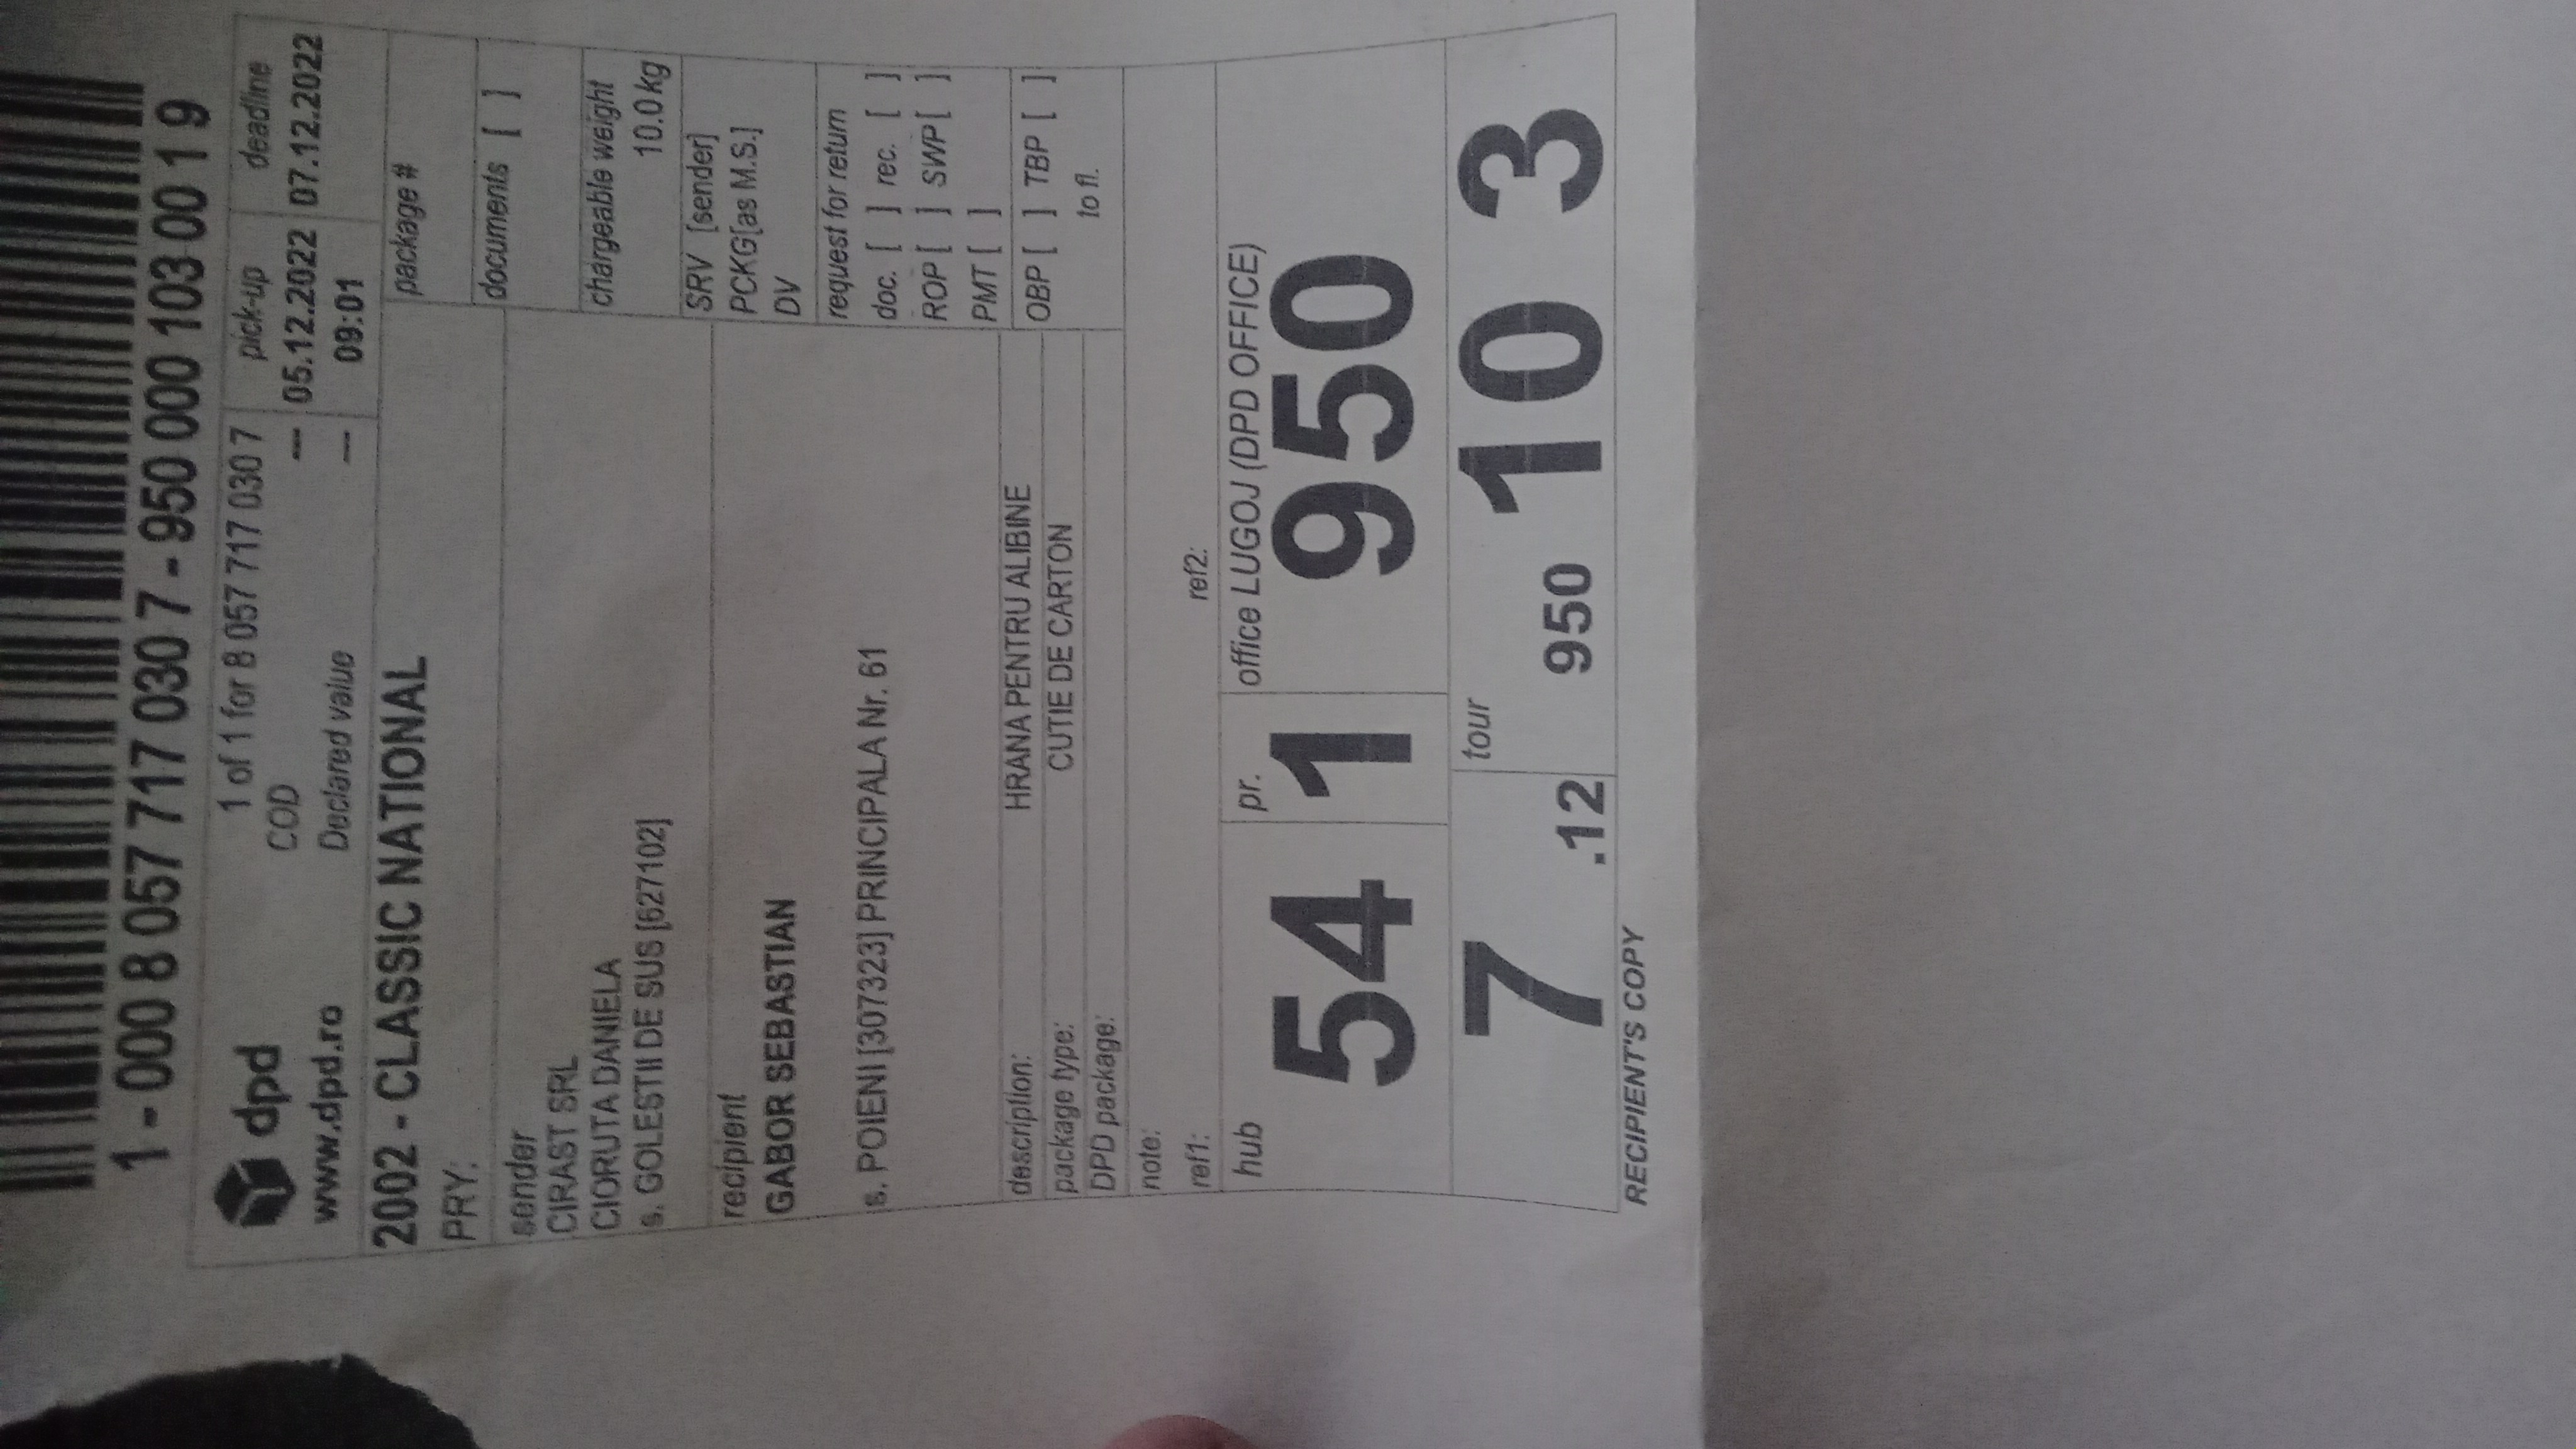 1 - 000 8 057 717 030 7 - 950 000 103 00 1 9
dpd
www.dpd.ro
1 of 1 for 8 057 717 030 7
COD ---
Declared value ---
pick-up
05.12.2022
09:01
deadline
07.12.2022
2002 - CLASSIC NATIONAL
PRY:
package #
documents [ ]
sender
CIRAST SRL
CIORUTA DANIELA
s. GOLESTII DE SUS [627102]
chargeable weight
10.0 kg
recipient
GABOR SEBASTIAN
s. POIENI [307323] PRINCIPALA Nr. 61
SRV [sender]
PCKG[as M.S.]
DV
request for return
doc. [ ] rec. [ ]
ROP [ ] SWP [ ]
PMT [ ]
description: HRANA PENTRU ALIBINE
package type: CUTIE DE CARTON
DPD package:
OBP [ ] TBP [ ]
to fl.
note:
ref1: ref2:
hub pr. office LUGOJ (DPD OFFICE)
54 1 950
tour
7 .12 950 10 3
RECIPIENT'S COPY